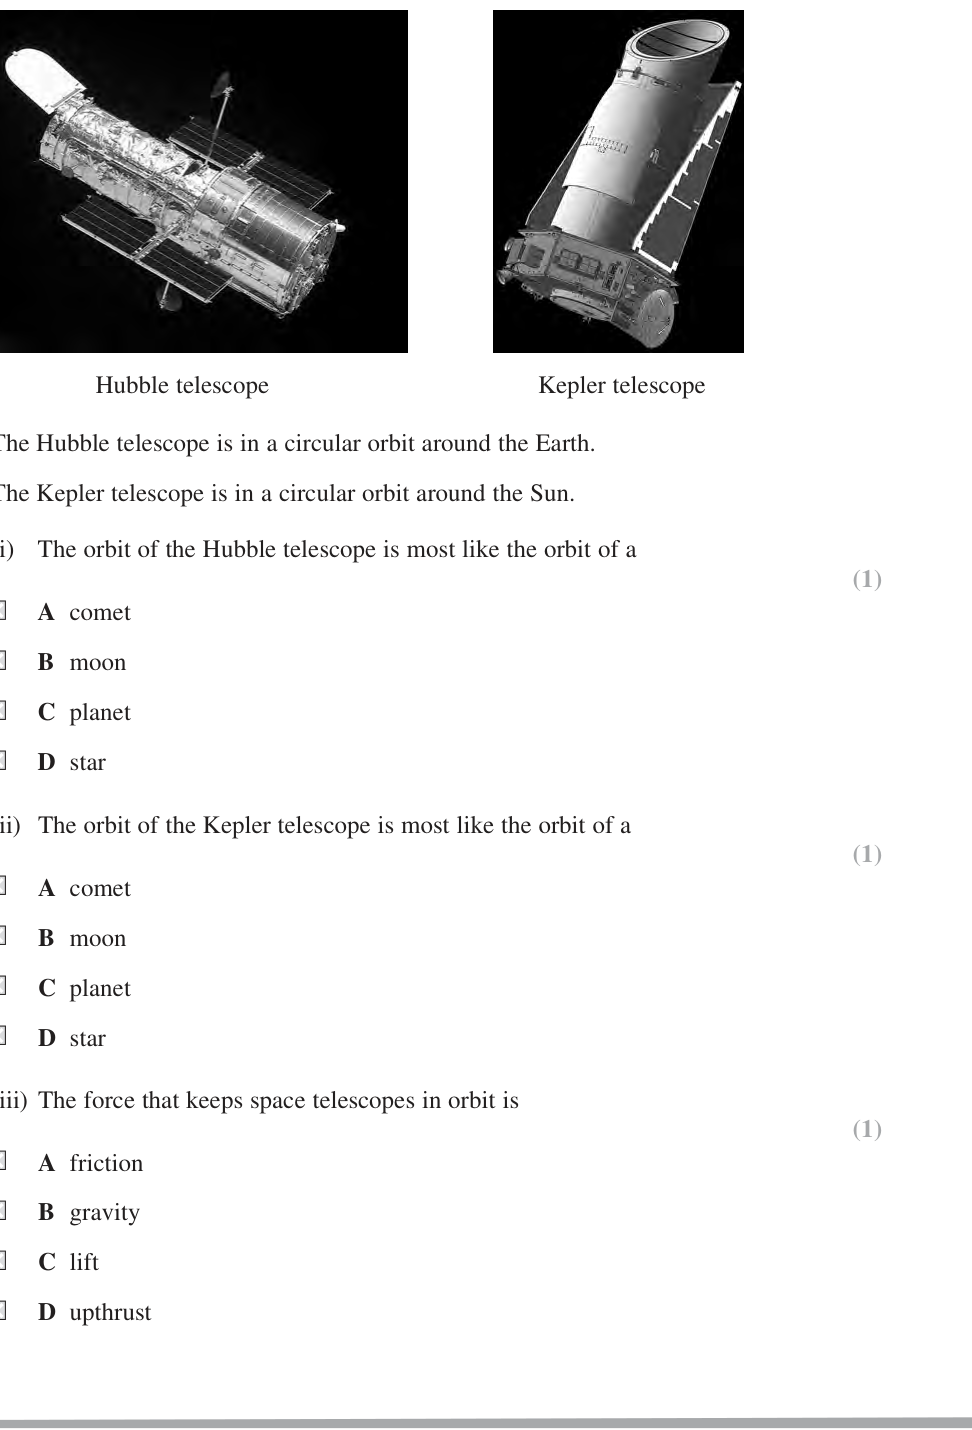 Hubble telescope Kepler telescope
The Hubble telescope is in a circular orbit around the Earth.
The Kepler telescope is in a circular orbit around the Sun.
i) The orbit of the Hubble telescope is most like the orbit of a
(1)
A comet
B moon
C planet
D star
ii) The orbit of the Kepler telescope is most like the orbit of a
(1)
A comet
B moon
C planet
D star
iii) The force that keeps space telescopes in orbit is
(1)
A friction
B gravity
C lift
D upthrust